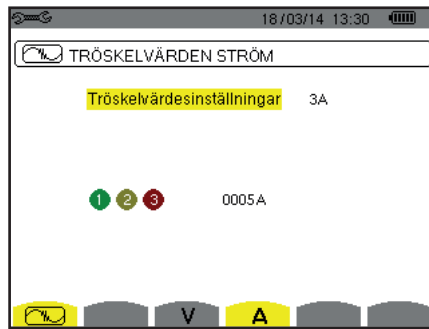 18/03/14 13:30
TRÖSKELVÄRDEN STRÖM
Tröskelvärdesinställningar 3A
1 2 3 0005A
V A